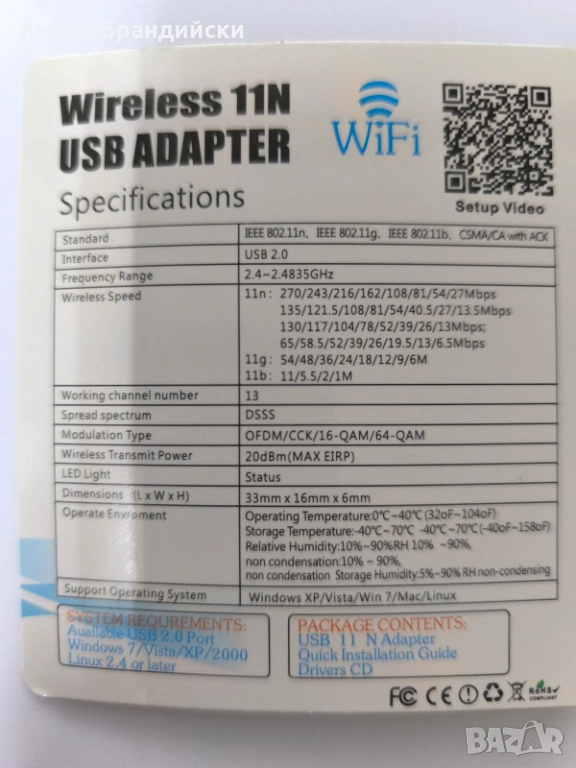 Брандийски
Wireless 11N
USB ADAPTER
WiFi
Specifications
Setup Video
Standard IEEE 802.11n、IEEE 802.11g、IEEE 802.11b、CSMA/CA with ACK
Interface USB 2.0
Frequency Range 2.4~2.4835GHz
Wireless Speed 11n: 270/243/216/162/108/81/54/27Mbps
135/121.5/108/81/54/40.5/27/13.5Mbps
130/117/104/78/52/39/26/13Mbps;
65/58.5/52/39/26/19.5/13/6.5Mbps
11g: 54/48/36/24/18/12/9/6M
11b: 11/5.5/2/1M
Working channel number 13
Spread spectrum DSSS
Modulation Type OFDM/CCK/16-QAM/64-QAM
Wireless Transmit Power 20dBm(MAX EIRP)
LED Light Status
Dimensions (L x W x H) 33mm x 16mm x 6mm
Operate Enviroment Operating Temperature:0℃~40℃ (32oF~104oF)
Storage Temperature:-40℃~70℃ -40℃~70℃(-40oF~158oF)
Relative Humidity:10%~90%RH 10% ~90%,
non condensation:10% ~ 90%,
non condensation Storage Humidity:5%~90% RH non-condensing
Support Operating System Windows XP/Vista/Win 7/Mac/Linux
SYSTEM REQUREMENTS:
Auailable USB 2.0 Port
Windows 7/Vista/XP/2000
Linux 2.4 or later
PACKAGE CONTENTS:
USB 11 N Adapter
Quick Installation Guide
Drivers CD
FC CE RoHS
COMPLIANT
BAZAR